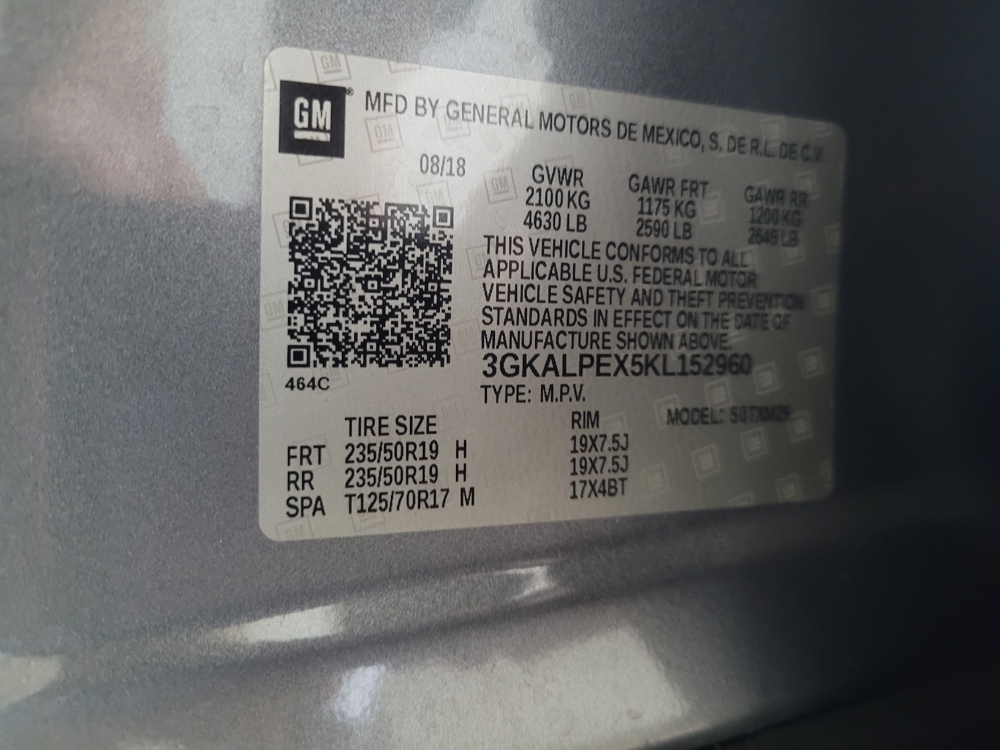 GM
MFD BY GENERAL MOTORS DE MEXICO, S. DE R.L. DE C.V.
08/18
GVWR GAWR FRT GAWR RR
2100 KG 1175 KG 1200 KG
4630 LB 2590 LB 2645 LB
THIS VEHICLE CONFORMS TO ALL
APPLICABLE U.S. FEDERAL MOTOR
VEHICLE SAFETY AND THEFT PREVENTION
STANDARDS IN EFFECT ON THE DATE OF
MANUFACTURE SHOWN ABOVE.
3GKALPEX5KL152960
464C
TYPE: M.P.V.
TIRE SIZE RIM MODEL:
FRT 235/50R19 H 19X7.5J
RR 235/50R19 H 19X7.5J
SPA T125/70R17 M 17X4BT